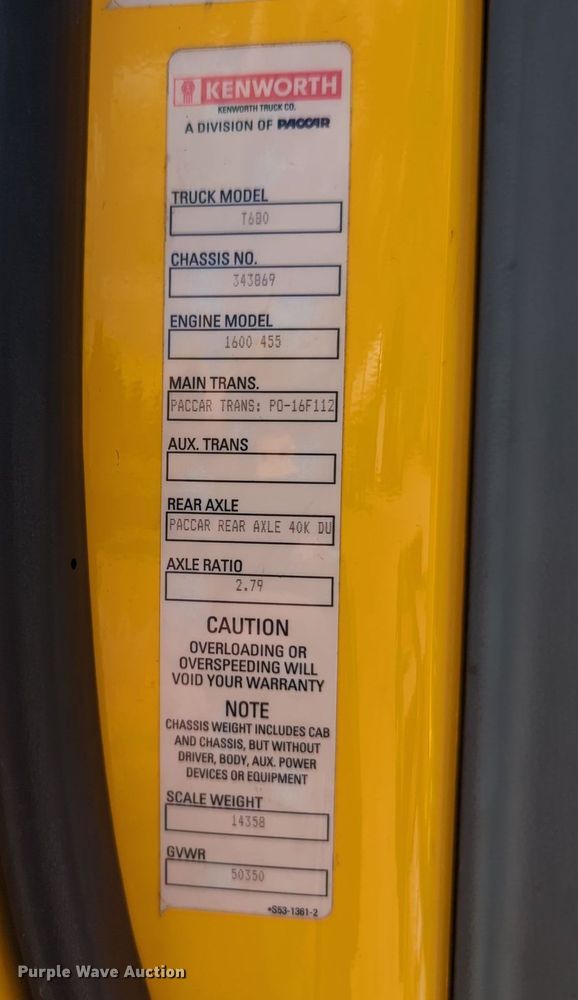 KENWORTH
KENWORTH TRUCK CO.
A DIVISION OF PACCAR
TRUCK MODEL
T680
CHASSIS NO.
343869
ENGINE MODEL
1600 455
MAIN TRANS.
PACCAR TRANS: PO-16F112
AUX. TRANS
REAR AXLE
PACCAR REAR AXLE 40K DU
AXLE RATIO
2.79
CAUTION
OVERLOADING OR
OVERSPEEDING WILL
VOID YOUR WARRANTY
NOTE
CHASSIS WEIGHT INCLUDES CAB
AND CHASSIS, BUT WITHOUT
DRIVER, BODY, AUX. POWER
DEVICES OR EQUIPMENT
SCALE WEIGHT
14358
GVWR
50350
*S53-1361-2
Purple Wave Auction